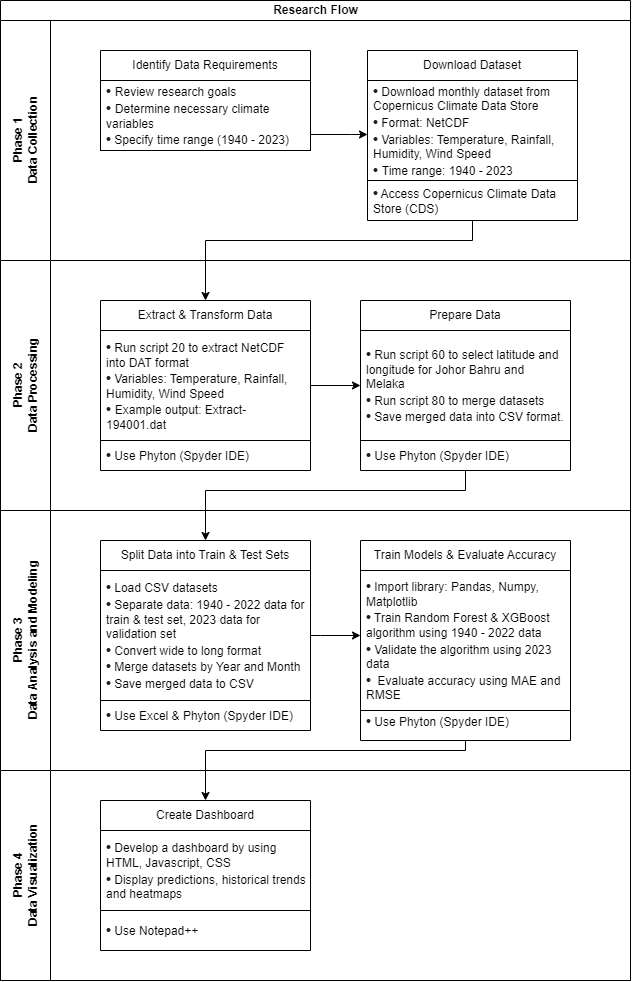 Research Flow
Phase 1
Data Collection
Identify Data Requirements
• Review research goals
• Determine necessary climate
variables
• Specify time range (1940 - 2023)
Download Dataset
• Download monthly dataset from
Copernicus Climate Data Store
• Format: NetCDF
• Variables: Temperature, Rainfall,
Humidity, Wind Speed
• Time range: 1940 - 2023
• Access Copernicus Climate Data
Store (CDS)
Phase 2
Data Processing
Extract & Transform Data
• Run script 20 to extract NetCDF
into DAT format
• Variables: Temperature, Rainfall,
Humidity, Wind Speed
• Example output: Extract-
194001.dat
• Use Phyton (Spyder IDE)
Prepare Data
• Run script 60 to select latitude and
longitude for Johor Bahru and
Melaka
• Run script 80 to merge datasets
• Save merged data into CSV format.
• Use Phyton (Spyder IDE)
Phase 3
Data Analysis and Modeling
Split Data into Train & Test Sets
• Load CSV datasets
• Separate data: 1940 - 2022 data for
train & test set, 2023 data for
validation set
• Convert wide to long format
• Merge datasets by Year and Month
• Save merged data to CSV
• Use Excel & Phyton (Spyder IDE)
Train Models & Evaluate Accuracy
• Import library: Pandas, Numpy,
Matplotlib
• Train Random Forest & XGBoost
algorithm using 1940 - 2022 data
• Validate the algorithm using 2023
data
• Evaluate accuracy using MAE and
RMSE
• Use Phyton (Spyder IDE)
Phase 4
Data Visualization
Create Dashboard
• Develop a dashboard by using
HTML, Javascript, CSS
• Display predictions, historical trends
and heatmaps
• Use Notepad++